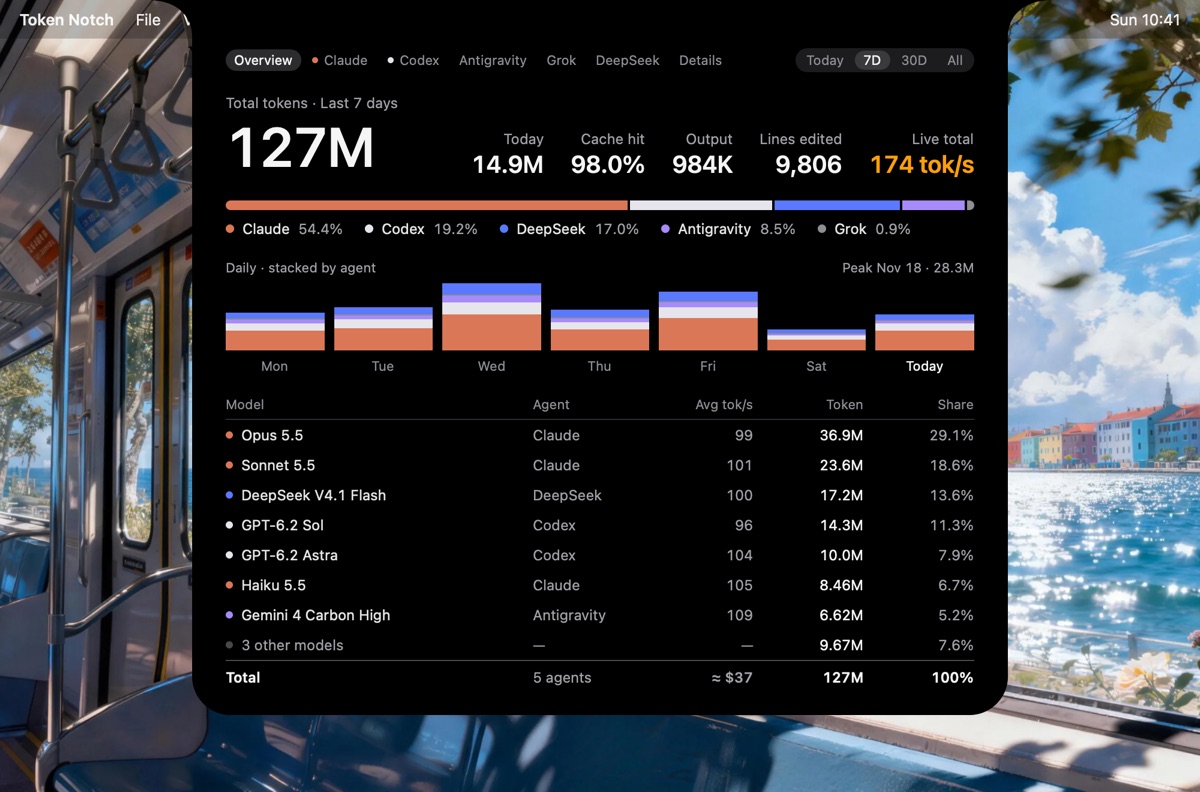 Token Notch File Sun 10:41
Overview Claude Codex Antigravity Grok DeepSeek Details Today 7D 30D All
Total tokens · Last 7 days
127M
Today Cache hit Output Lines edited Live total
14.9M 98.0% 984K 9,806 174 tok/s
Claude 54.4% Codex 19.2% DeepSeek 17.0% Antigravity 8.5% Grok 0.9%
Daily · stacked by agent Peak Nov 18 · 28.3M
Mon Tue Wed Thu Fri Sat Today
Model Agent Avg tok/s Token Share
Opus 5.5 Claude 99 36.9M 29.1%
Sonnet 5.5 Claude 101 23.6M 18.6%
DeepSeek V4.1 Flash DeepSeek 100 17.2M 13.6%
GPT-6.2 Sol Codex 96 14.3M 11.3%
GPT-6.2 Astra Codex 104 10.0M 7.9%
Haiku 5.5 Claude 105 8.46M 6.7%
Gemini 4 Carbon High Antigravity 109 6.62M 5.2%
3 other models — — 9.67M 7.6%
Total 5 agents ≈ $37 127M 100%